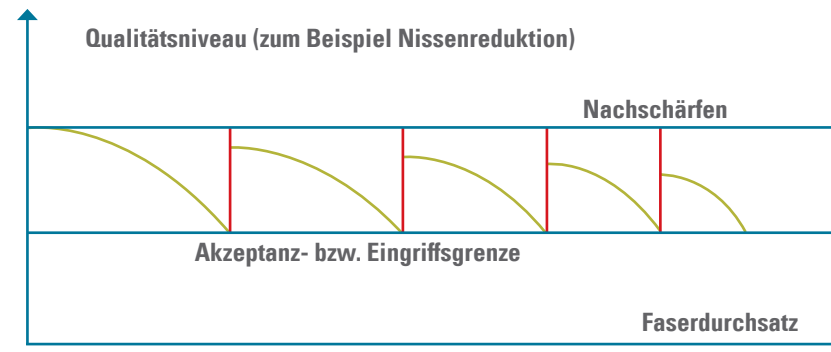 Qualitätsniveau (zum Beispiel Nissenreduktion)
Nachschärfen
Akzeptanz- bzw. Eingriffsgrenze
Faserdurchsatz